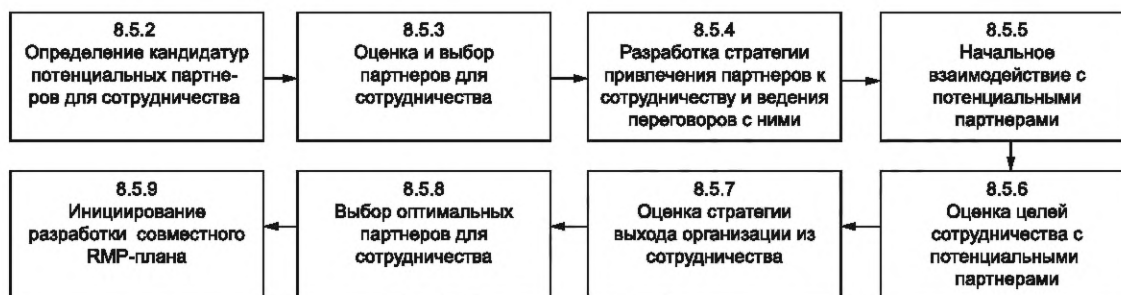 8.5.2
Определение кандидатур
потенциальных партне-
ров для сотрудничества
8.5.3
Оценка и выбор
партнеров для
сотрудничества
8.5.4
Разработка стратегии
привлечения партнеров к
сотрудничеству и ведения
переговоров с ними
8.5.5
Начальное
взаимодействие с
потенциальными
партнерами
8.5.6
Оценка целей
сотрудничества с
потенциальными
партнерами
8.5.7
Оценка стратегии
выхода организации из
сотрудничества
8.5.8
Выбор оптимальных
партнеров для
сотрудничества
8.5.9
Инициирование
разработки совместного
RMP-плана